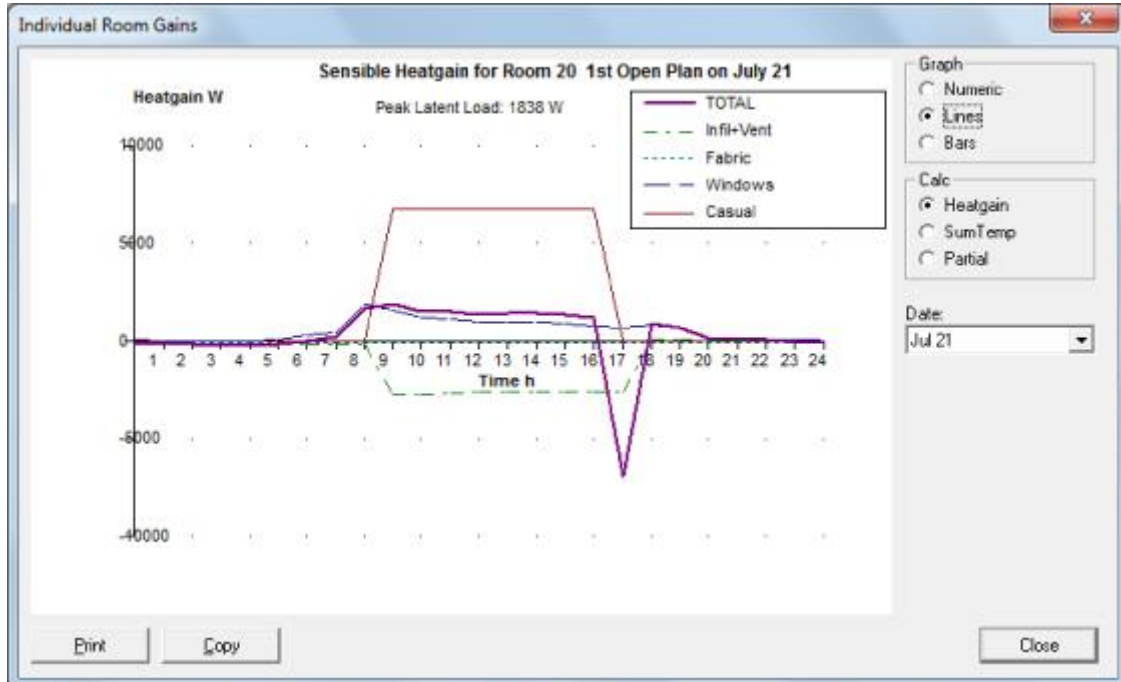 Individual Room Gains
Sensible Heatgain for Room 20 1st Open Plan on July 21
Heatgain W
Peak Latent Load: 1838 W
TOTAL
Infil+Vent
Fabric
Windows
Casual
10000
5000
0
1 2 3 4 5 6 7 8 9 10 11 12 13 14 15 16 17 18 19 20 21 22 23 24
Time h
-5000
-10000
Graph
Numeric
Lines
Bars
Calc
Heatgain
SumTemp
Partial
Date:
Jul 21
Print Copy Close